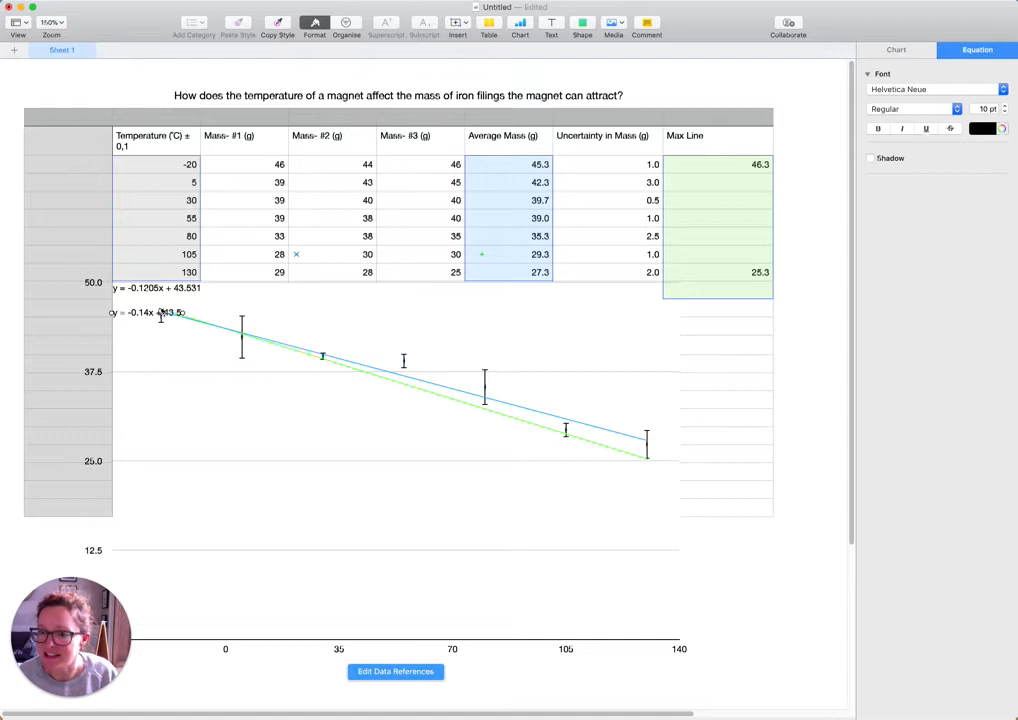 Untitled — Edited
150%
View
Zoom
Add Category
Paste Style
Copy Style
Format
Organise
Superscript
Subscript
Insert
Table
Chart
Text
Shape
Media
Comment
Collaborate
Sheet 1
Chart
Equation
Font
Helvetica Neue
Regular
10 pt
B I U S
Shadow
How does the temperature of a magnet affect the mass of iron filings the magnet can attract?
Temperature (˚C) ± 0,1 Mass- #1 (g) Mass- #2 (g) Mass- #3 (g) Average Mass (g) Uncertainty in Mass (g) Max Line
-20 46 44 46 45.3 1.0 46.3
5 39 43 45 42.3 3.0
30 39 40 40 39.7 0.5
55 39 38 40 39.0 1.0
80 33 38 35 35.3 2.5
105 28 30 30 29.3 1.0
130 29 28 25 27.3 2.0 25.3
50.0
y = -0.1205x + 43.531
y = -0.14x + 43.5
37.5
25.0
12.5
0 35 70 105 140
Edit Data References